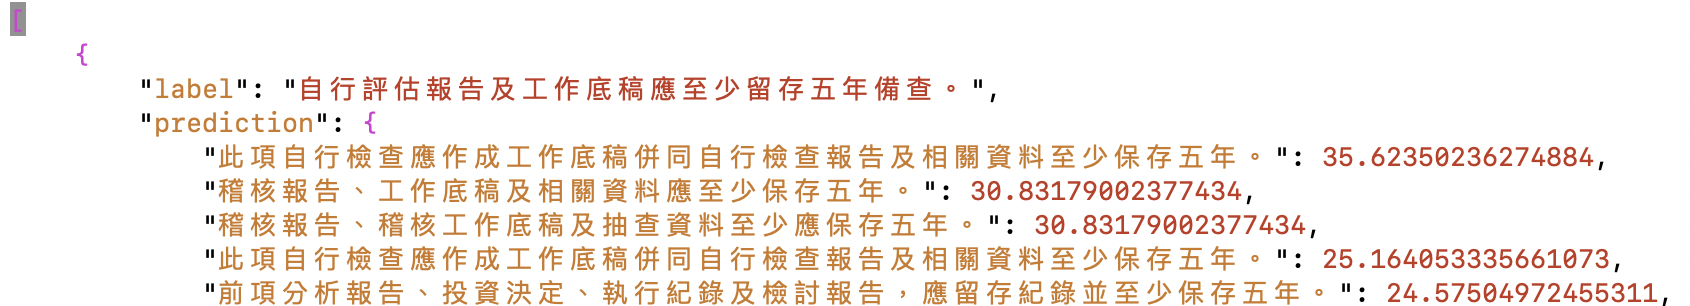 [
{
"label": "自行評估報告及工作底稿應至少留存五年備查。",
"prediction": {
"此項自行檢查應作成工作底稿併同自行檢查報告及相關資料至少保存五年。": 35.62350236274884,
"稽核報告、工作底稿及相關資料應至少保存五年。": 30.83179002377434,
"稽核報告、稽核工作底稿及抽查資料至少應保存五年。": 30.83179002377434,
"此項自行檢查應作成工作底稿併同自行檢查報告及相關資料至少保存五年。": 25.164053335661073,
"前項分析報告、投資決定、執行紀錄及檢討報告，應留存紀錄並至少保存五年。": 24.57504972455311,